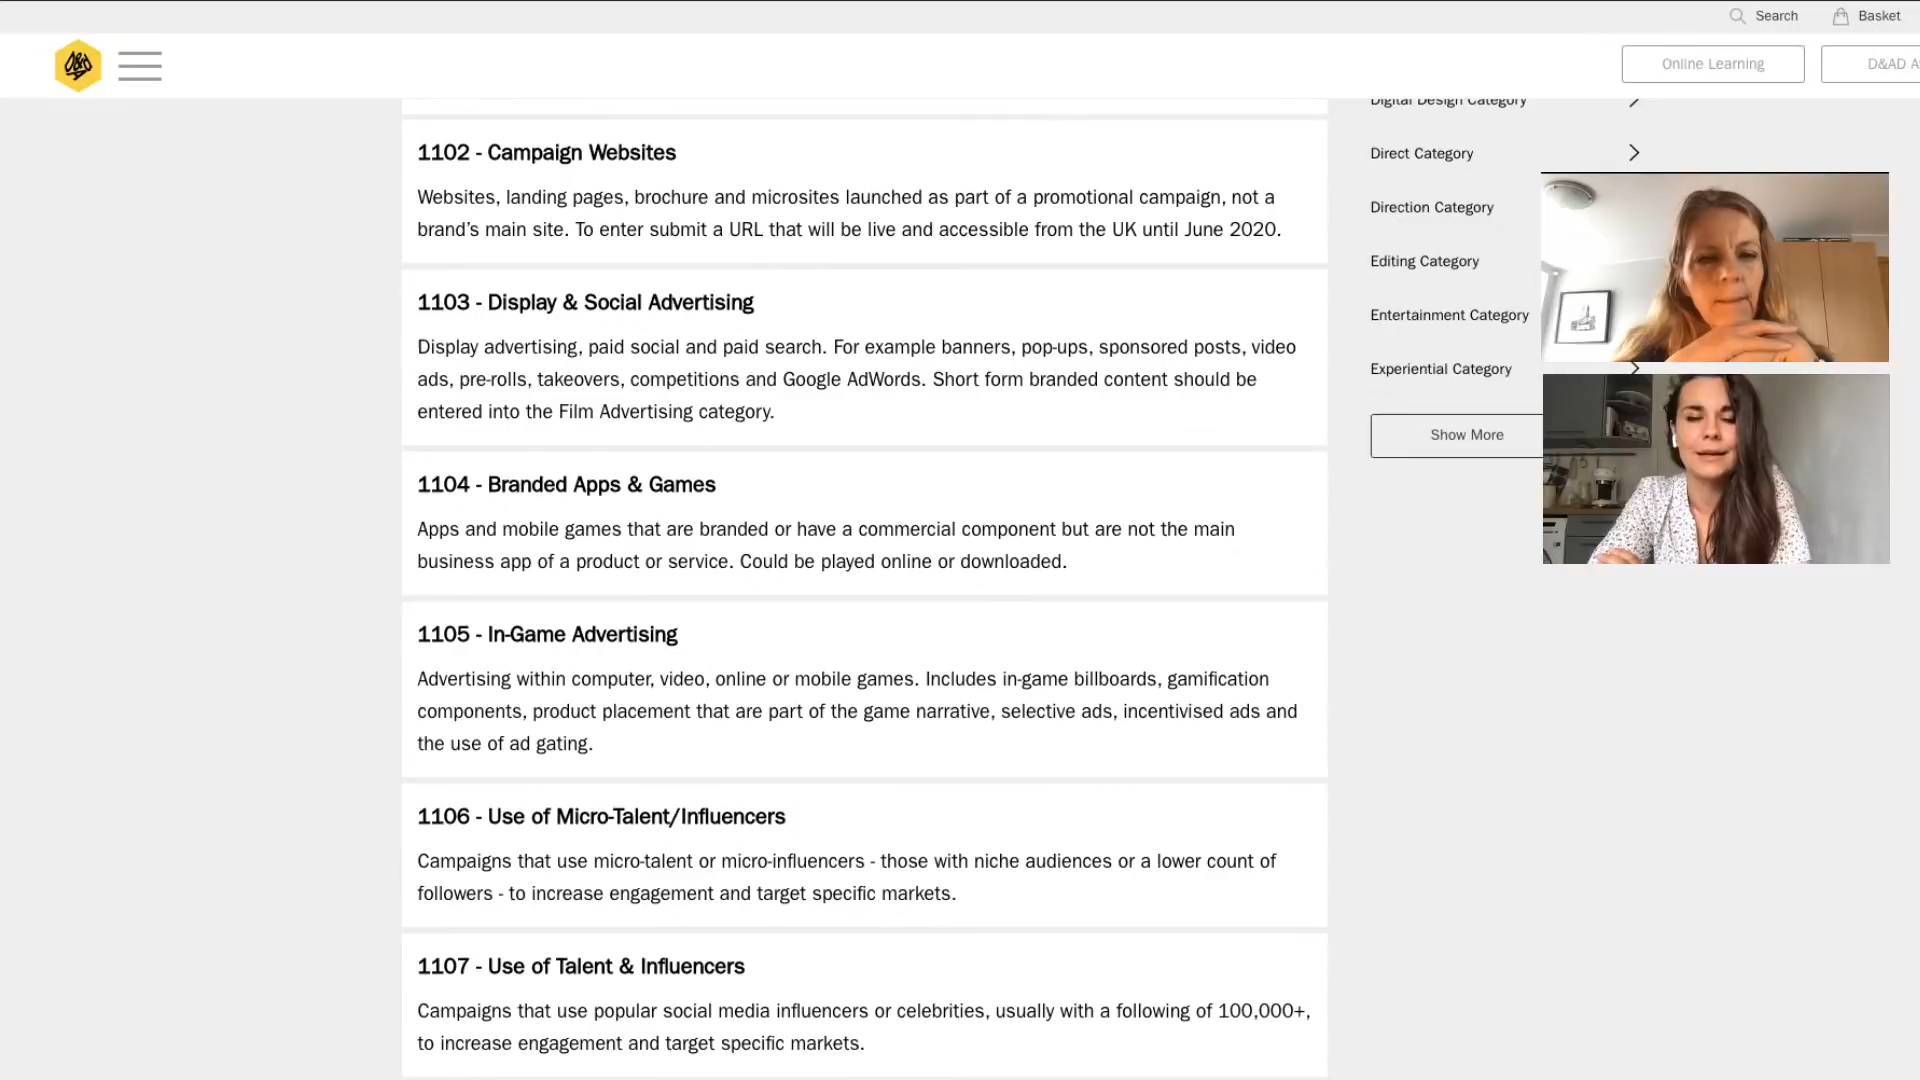 Search
Basket
Online Learning
D&AD A
Digital Design Category
1102 - Campaign Websites
Websites, landing pages, brochure and microsites launched as part of a promotional campaign, not a
brand’s main site. To enter submit a URL that will be live and accessible from the UK until June 2020.
1103 - Display & Social Advertising
Display advertising, paid social and paid search. For example banners, pop-ups, sponsored posts, video
ads, pre-rolls, takeovers, competitions and Google AdWords. Short form branded content should be
entered into the Film Advertising category.
1104 - Branded Apps & Games
Apps and mobile games that are branded or have a commercial component but are not the main
business app of a product or service. Could be played online or downloaded.
1105 - In-Game Advertising
Advertising within computer, video, online or mobile games. Includes in-game billboards, gamification
components, product placement that are part of the game narrative, selective ads, incentivised ads and
the use of ad gating.
1106 - Use of Micro-Talent/Influencers
Campaigns that use micro-talent or micro-influencers - those with niche audiences or a lower count of
followers - to increase engagement and target specific markets.
1107 - Use of Talent & Influencers
Campaigns that use popular social media influencers or celebrities, usually with a following of 100,000+,
to increase engagement and target specific markets.
Direct Category
Direction Category
Editing Category
Entertainment Category
Experiential Category
Show More